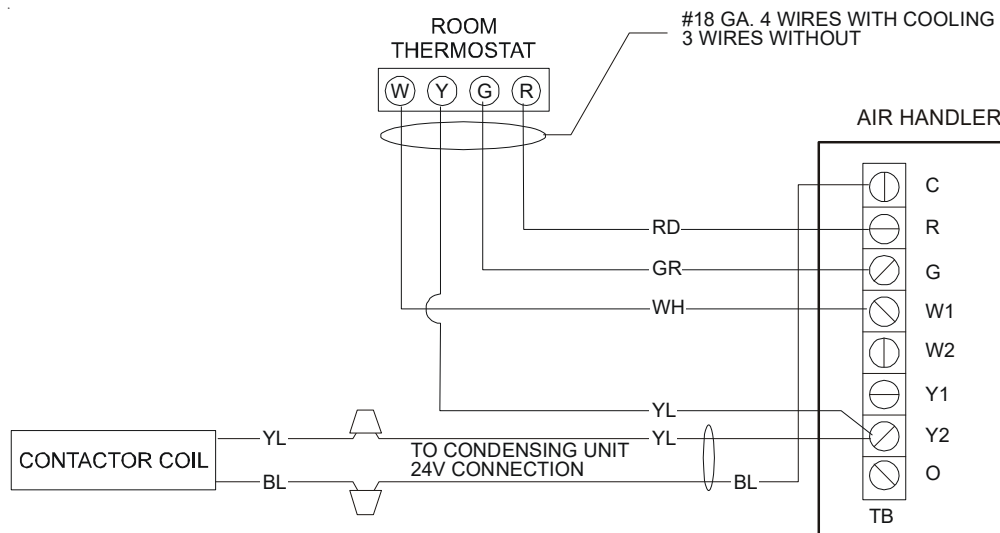 #18 GA. 4 WIRES WITH COOLING
3 WIRES WITHOUT
ROOM
THERMOSTAT
W Y G R
AIR HANDLER
C
RD R
GR G
WH W1
W2
Y1
YL
YL YL Y2
TO CONDENSING UNIT
24V CONNECTION
CONTACTOR COIL
BL BL O
TB